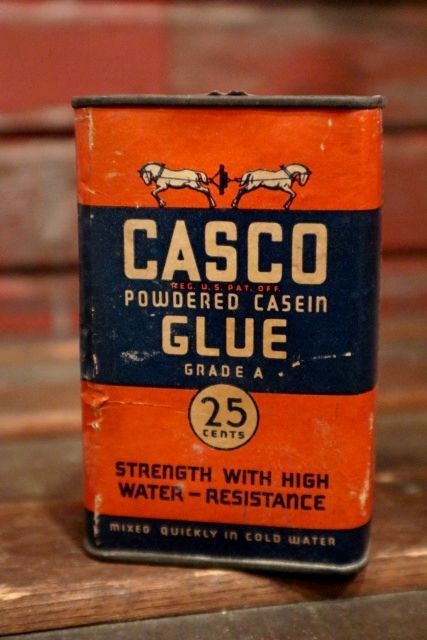 CASCO
REG. U.S. PAT. OFF.
POWDERED CASEIN
GLUE
GRADE A
25
CENTS
STRENGTH WITH HIGH
WATER-RESISTANCE
MIXED QUICKLY IN COLD WATER